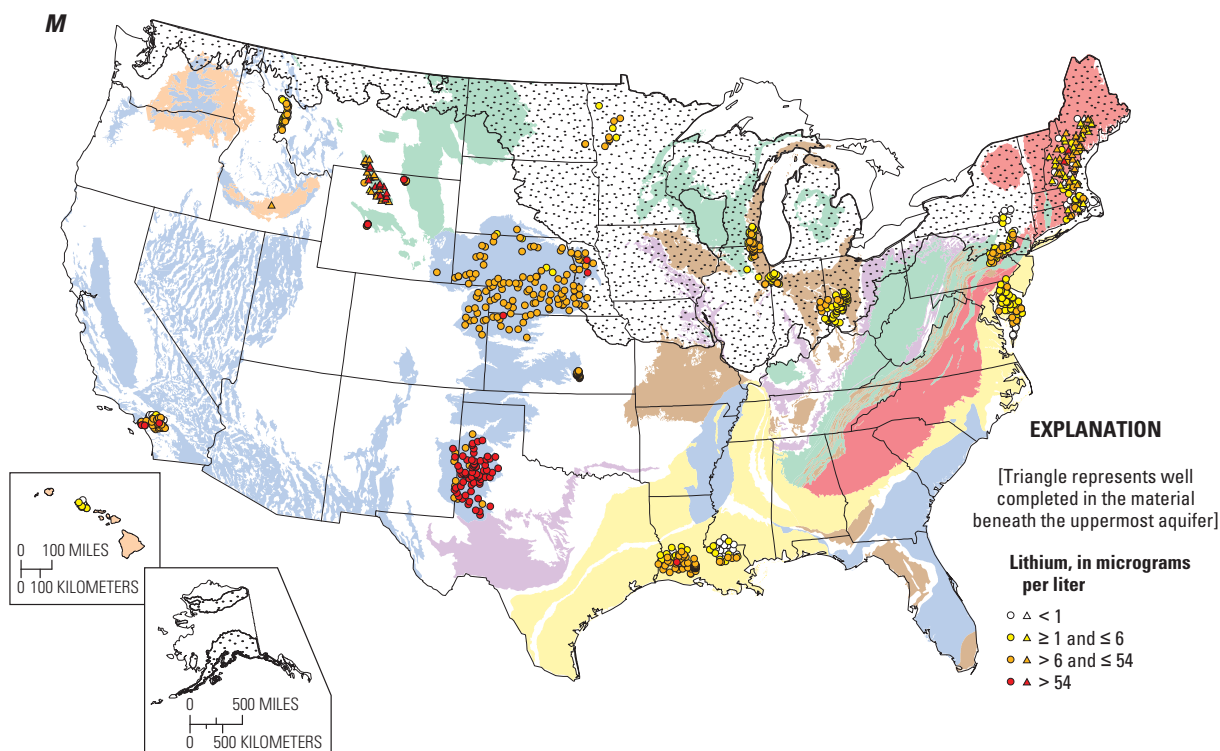 M
EXPLANATION
[Triangle represents well
completed in the material
beneath the uppermost aquifer]
Lithium, in micrograms
per liter
< 1
≥ 1 and ≤ 6
> 6 and ≤ 54
> 54
0 100 MILES
0 100 KILOMETERS
0 500 MILES
0 500 KILOMETERS